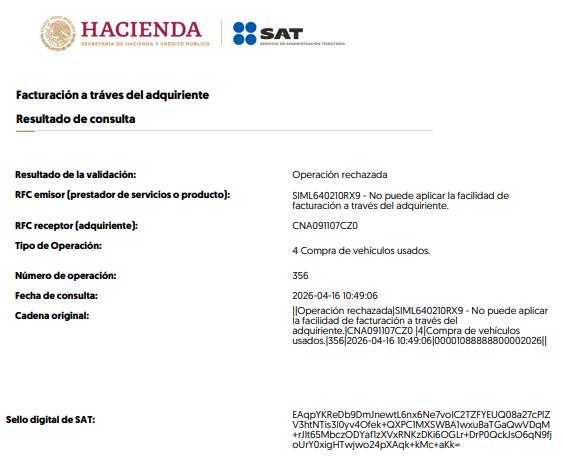 HACIENDA
SECRETARÍA DE HACIENDA Y CRÉDITO PÚBLICO
SAT
SERVICIO DE ADMINISTRACIÓN TRIBUTARIA
Facturación a tráves del adquiriente
Resultado de consulta
Resultado de la validación: Operación rechazada
RFC emisor (prestador de servicios o producto): SIML640210RX9 - No puede aplicar la facilidad de
facturación a través del adquiriente.
RFC receptor (adquiriente): CNA091107CZ0
Tipo de Operación: 4 Compra de vehículos usados.
Número de operación: 356
Fecha de consulta: 2026-04-16 10:49:06
Cadena original: ||Operación rechazada|SIML640210RX9 - No puede aplicar
la facilidad de facturación a través del
adquiriente.|CNA091107CZ0 |4|Compra de vehículos
usados.|356|2026-04-16 10:49:06|00001088888800002026||
Sello digital de SAT: EAqpYKReDb9DmJnewtL6nx6Ne7voIC2TZFYEUQ08a27cPlZ
V3htNTis3I0yv4Ofek+QXPC1MXSWBA1wxuBaTGaQwVDqM
+rJIt65MbczODYaf1zXVxRNKzDKi6OGLr+DrP0QckJsO6qN9fj
oUrY0xigHTwjwo24pXAqk+kMc+aKk=